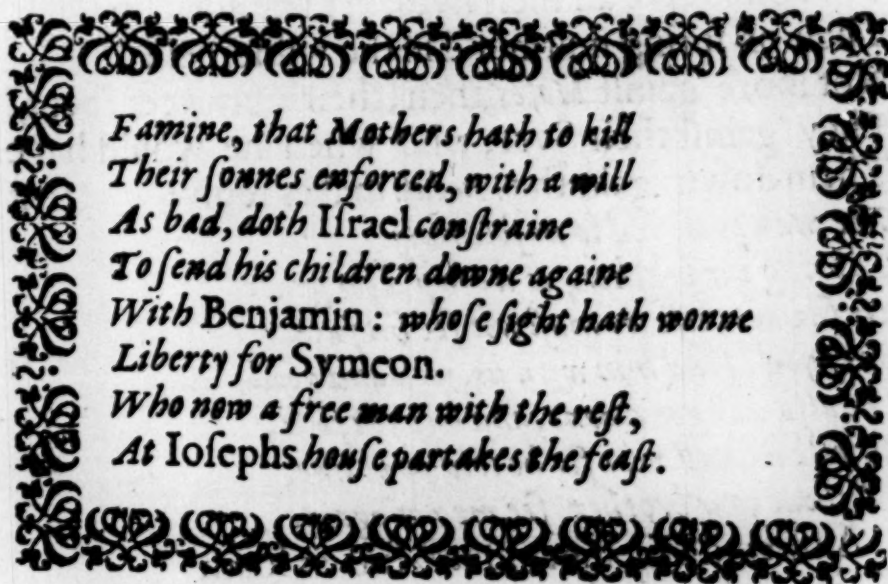 Famine, that Mothers hath to kill
Their ſonnes enforced, with a will
As bad, doth Iſrael conſtraine
To ſend his children downe againe
With Benjamin: whoſe ſight hath wonne
Liberty for Symeon.
Who now a free man with the reſt,
At Ioſephs houſe partakes the feaſt.